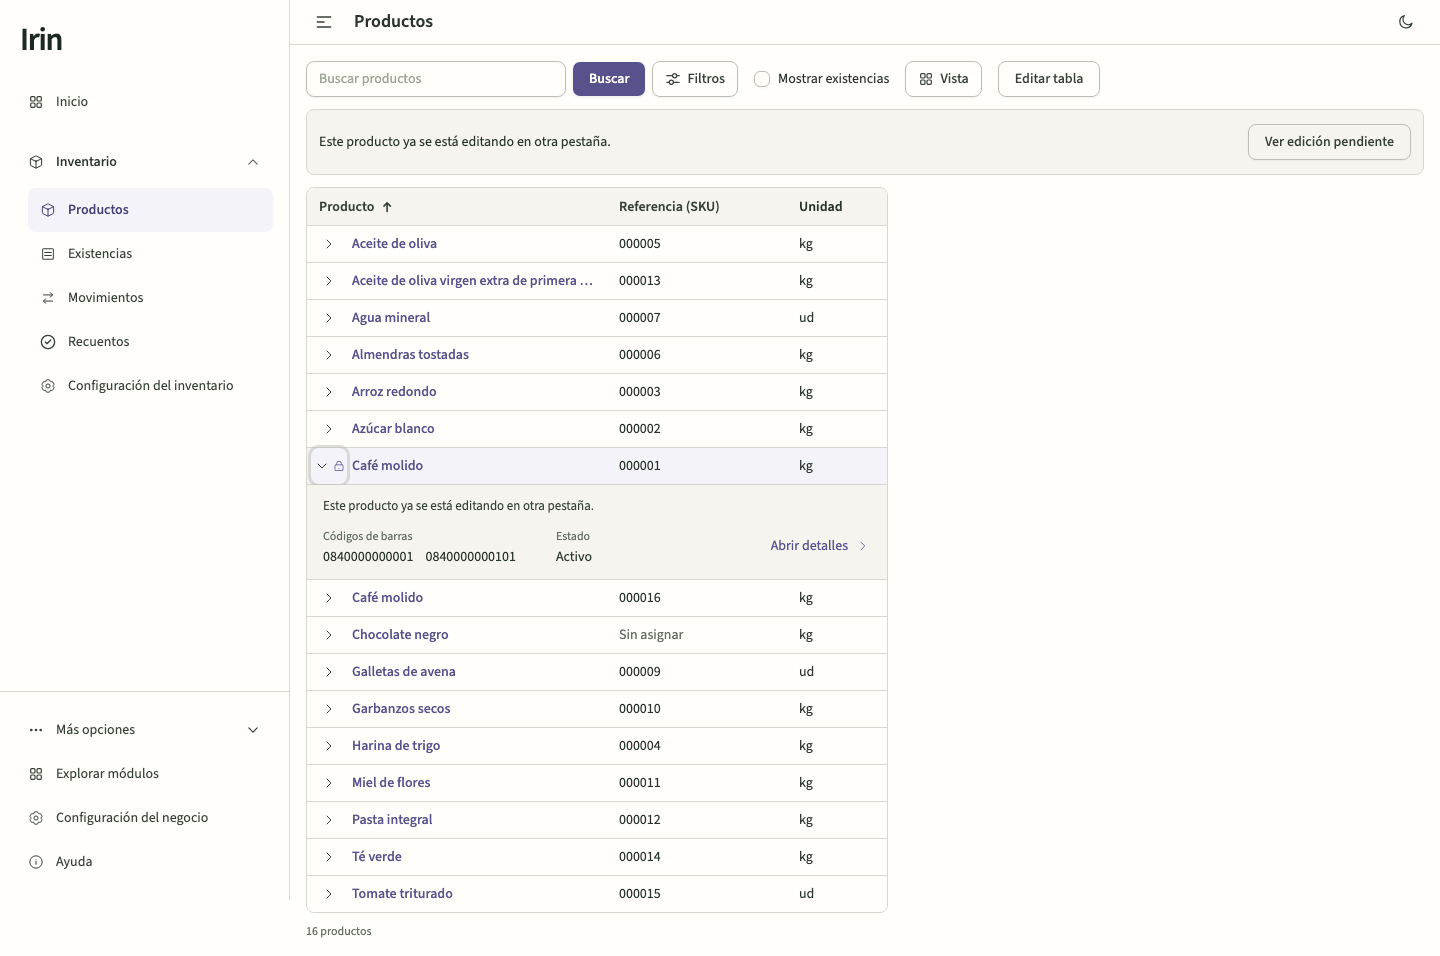 Irin
Productos
Inicio
Inventario
Productos
Existencias
Movimientos
Recuentos
Configuración del inventario
Más opciones
Explorar módulos
Configuración del negocio
Ayuda
Buscar productos
Buscar
Filtros
Mostrar existencias
Vista
Editar tabla
Este producto ya se está editando en otra pestaña.
Ver edición pendiente
Producto Referencia (SKU) Unidad
Aceite de oliva 000005 kg
Aceite de oliva virgen extra de primera … 000013 kg
Agua mineral 000007 ud
Almendras tostadas 000006 kg
Arroz redondo 000003 kg
Azúcar blanco 000002 kg
Café molido 000001 kg
Este producto ya se está editando en otra pestaña.
Códigos de barras Estado
0840000000001 0840000000101 Activo
Abrir detalles
Café molido 000016 kg
Chocolate negro Sin asignar kg
Galletas de avena 000009 ud
Garbanzos secos 000010 kg
Harina de trigo 000004 kg
Miel de flores 000011 kg
Pasta integral 000012 kg
Té verde 000014 kg
Tomate triturado 000015 ud
16 productos